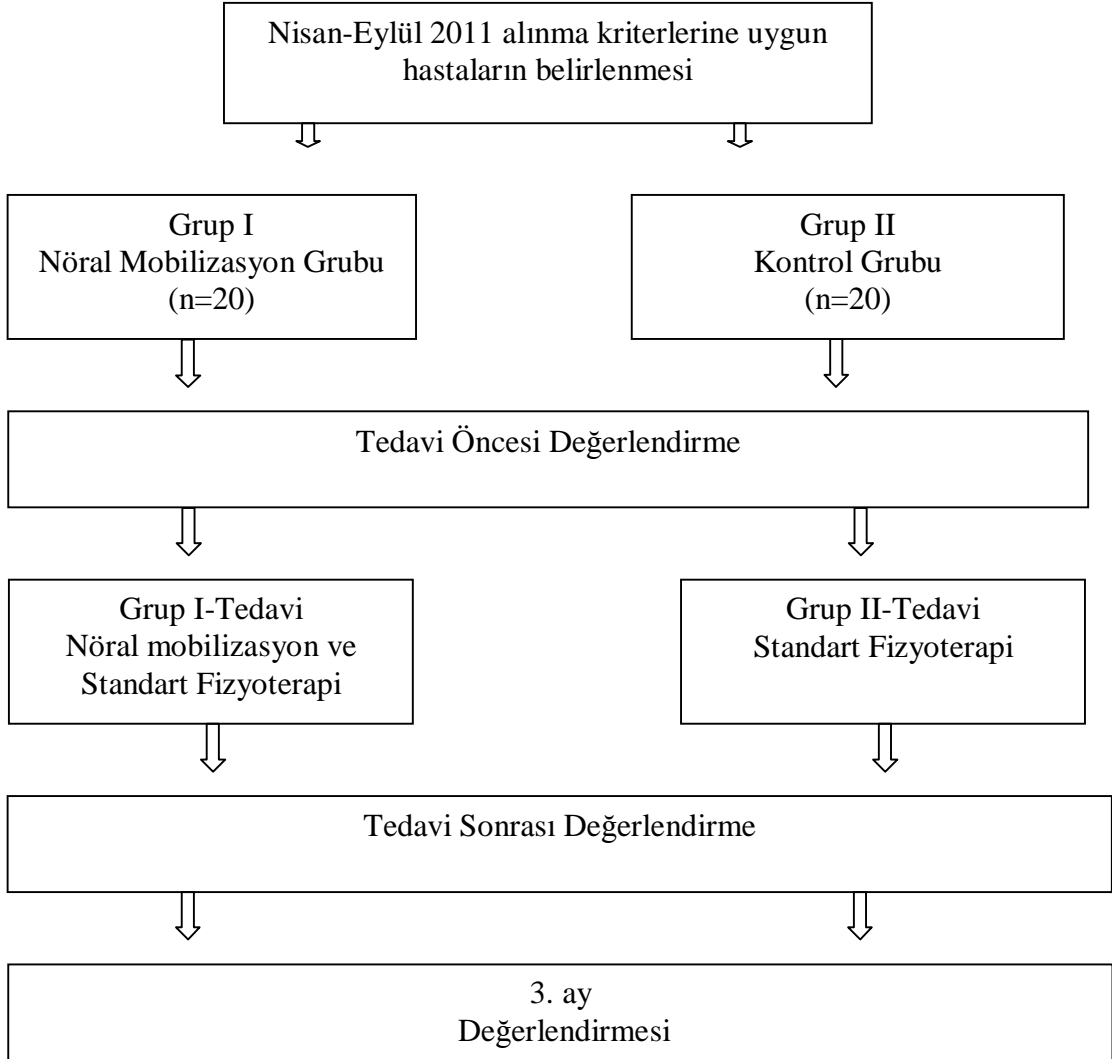 Nisan-Eylül 2011 alınma kriterlerine uygun
hastaların belirlenmesi
Grup I
Nöral Mobilizasyon Grubu
(n=20)
Grup II
Kontrol Grubu
(n=20)
Tedavi Öncesi Değerlendirme
Grup I-Tedavi
Nöral mobilizasyon ve
Standart Fizyoterapi
Grup II-Tedavi
Standart Fizyoterapi
Tedavi Sonrası Değerlendirme
3. ay
Değerlendirmesi